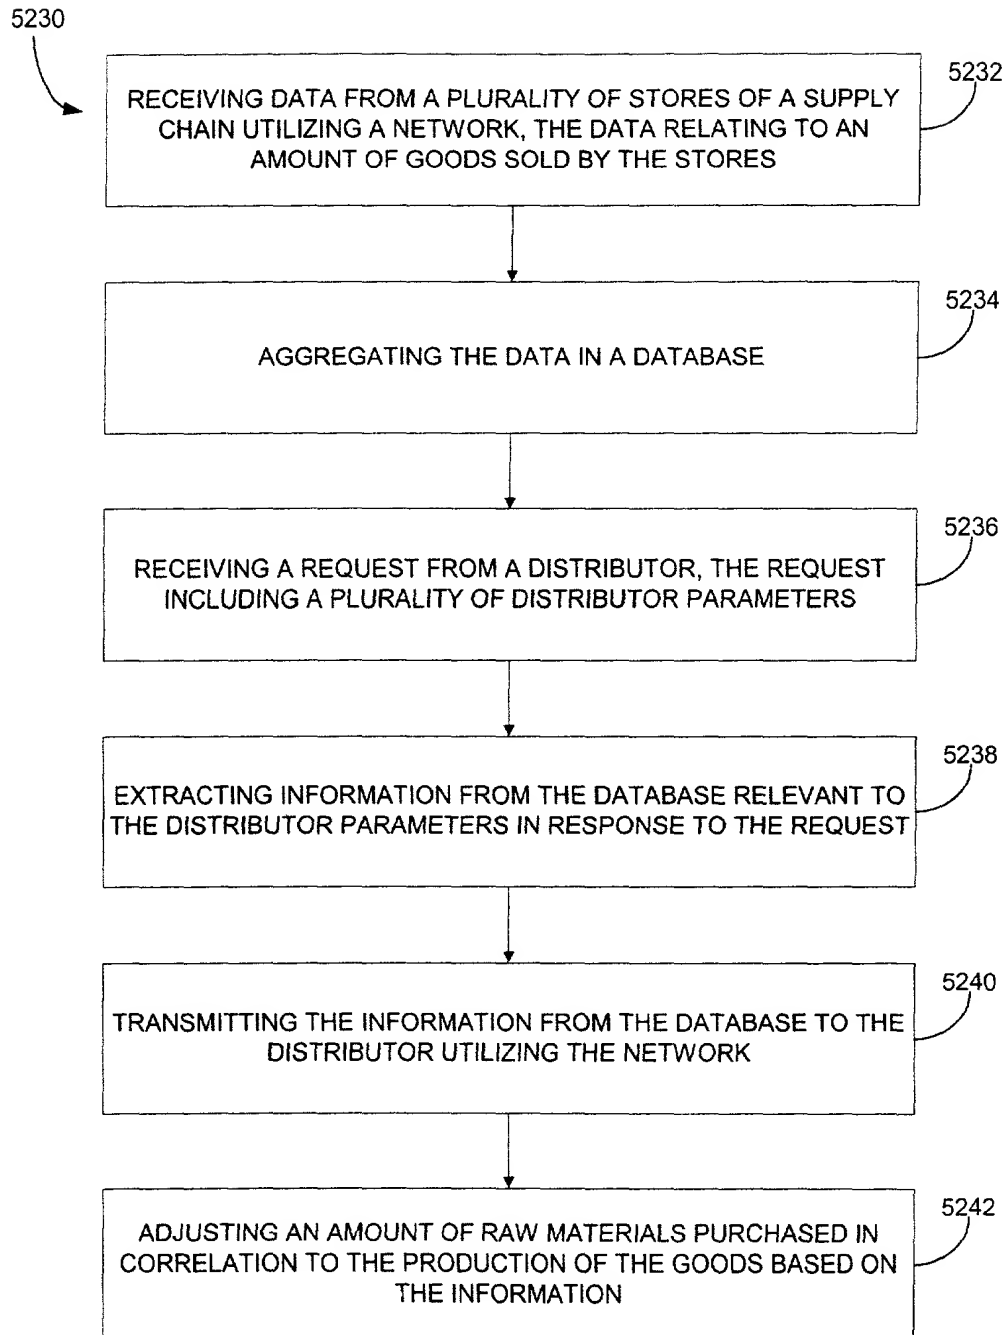 5230
5232
RECEIVING DATA FROM A PLURALITY OF STORES OF A SUPPLY
CHAIN UTILIZING A NETWORK, THE DATA RELATING TO AN
AMOUNT OF GOODS SOLD BY THE STORES
5234
AGGREGATING THE DATA IN A DATABASE
5236
RECEIVING A REQUEST FROM A DISTRIBUTOR, THE REQUEST
INCLUDING A PLURALITY OF DISTRIBUTOR PARAMETERS
5238
EXTRACTING INFORMATION FROM THE DATABASE RELEVANT TO
THE DISTRIBUTOR PARAMETERS IN RESPONSE TO THE REQUEST
5240
TRANSMITTING THE INFORMATION FROM THE DATABASE TO THE
DISTRIBUTOR UTILIZING THE NETWORK
5242
ADJUSTING AN AMOUNT OF RAW MATERIALS PURCHASED IN
CORRELATION TO THE PRODUCTION OF THE GOODS BASED ON
THE INFORMATION